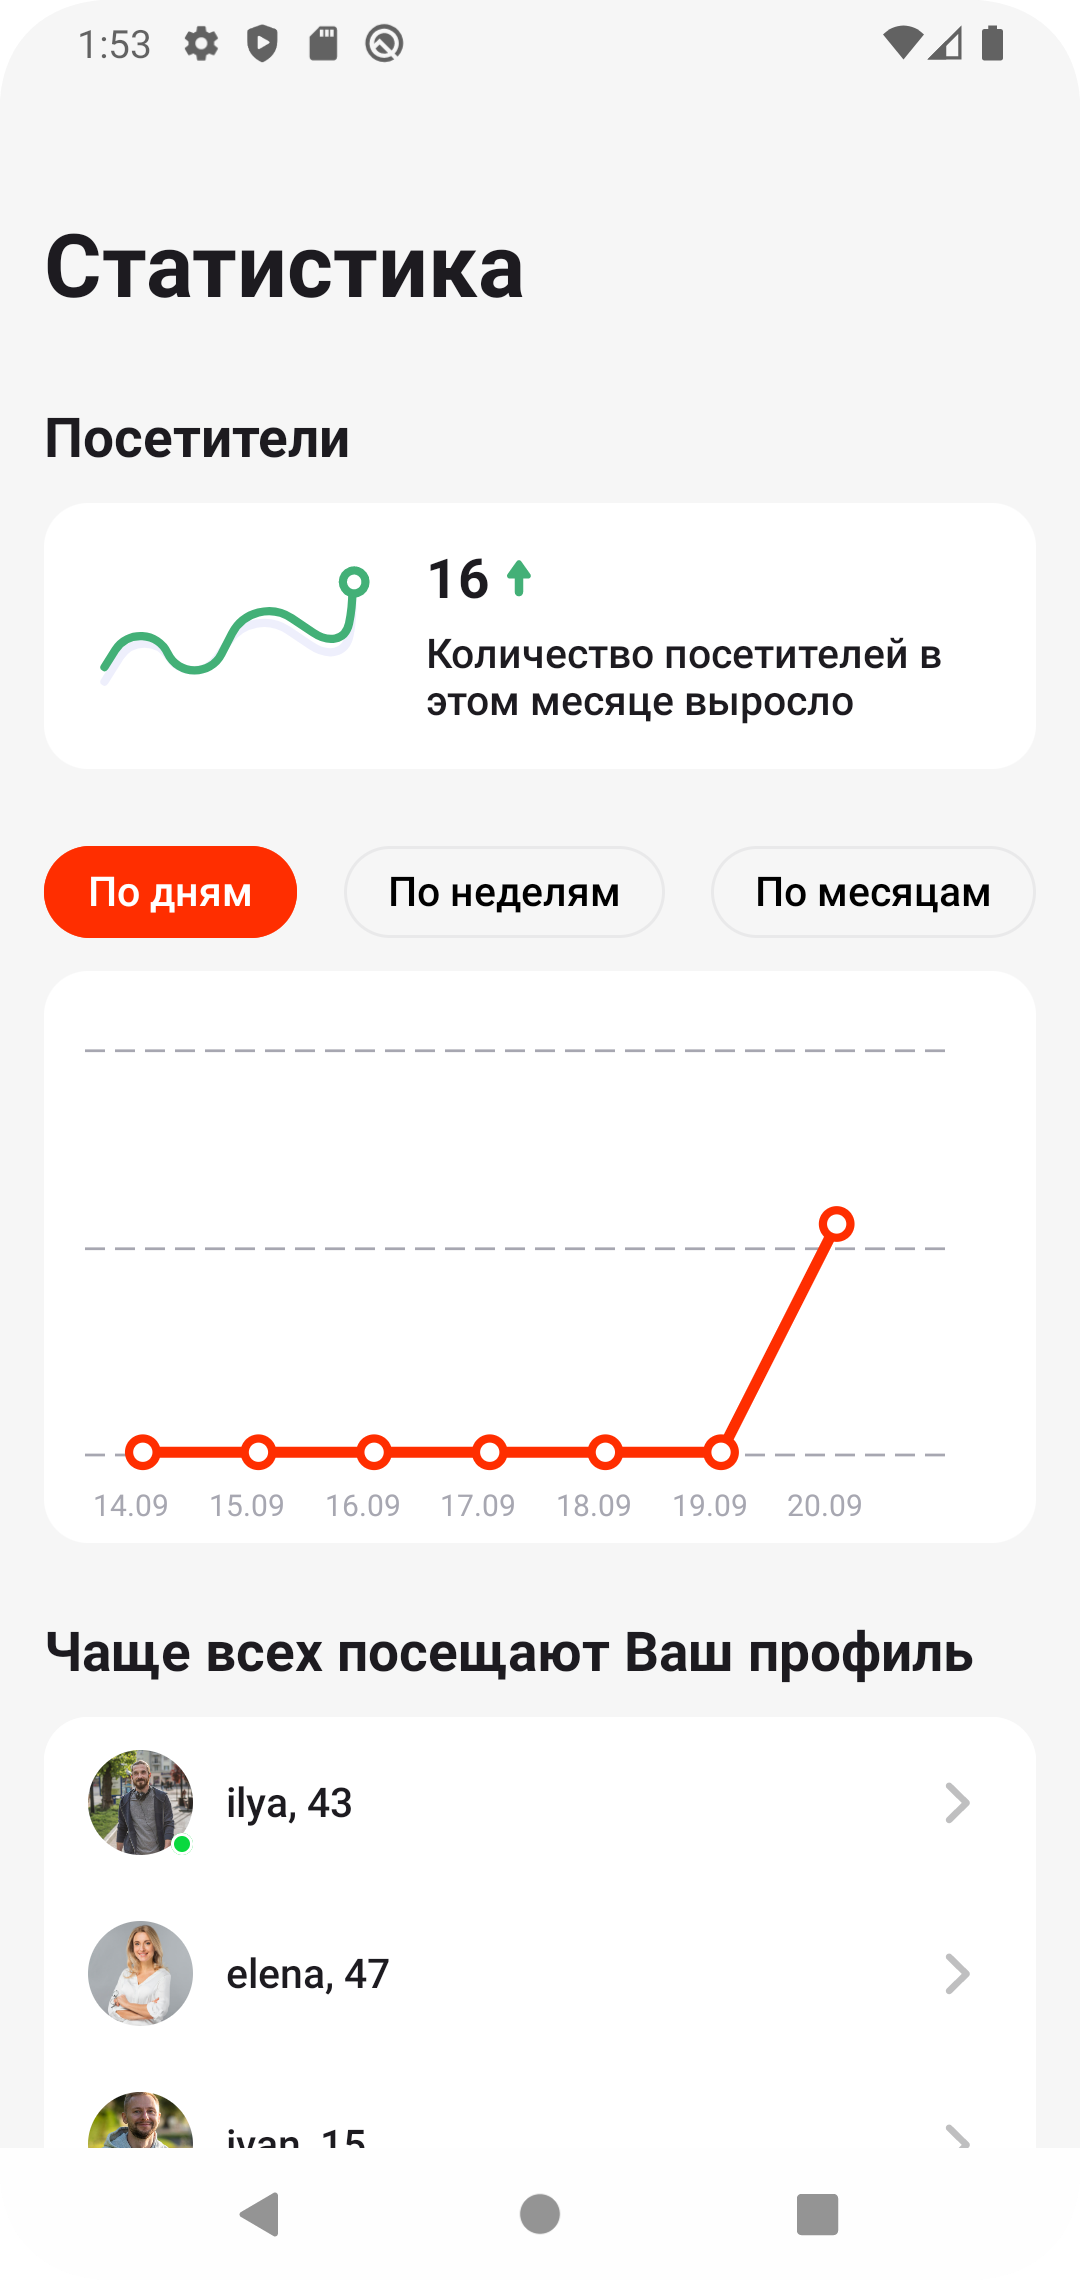 1:53
Статистика
Посетители
16
Количество посетителей в
этом месяце выросло
По дням
По неделям
По месяцам
14.09 15.09 16.09 17.09 18.09 19.09 20.09
Чаще всех посещают Ваш профиль
ilya, 43
elena, 47
ivan, 15